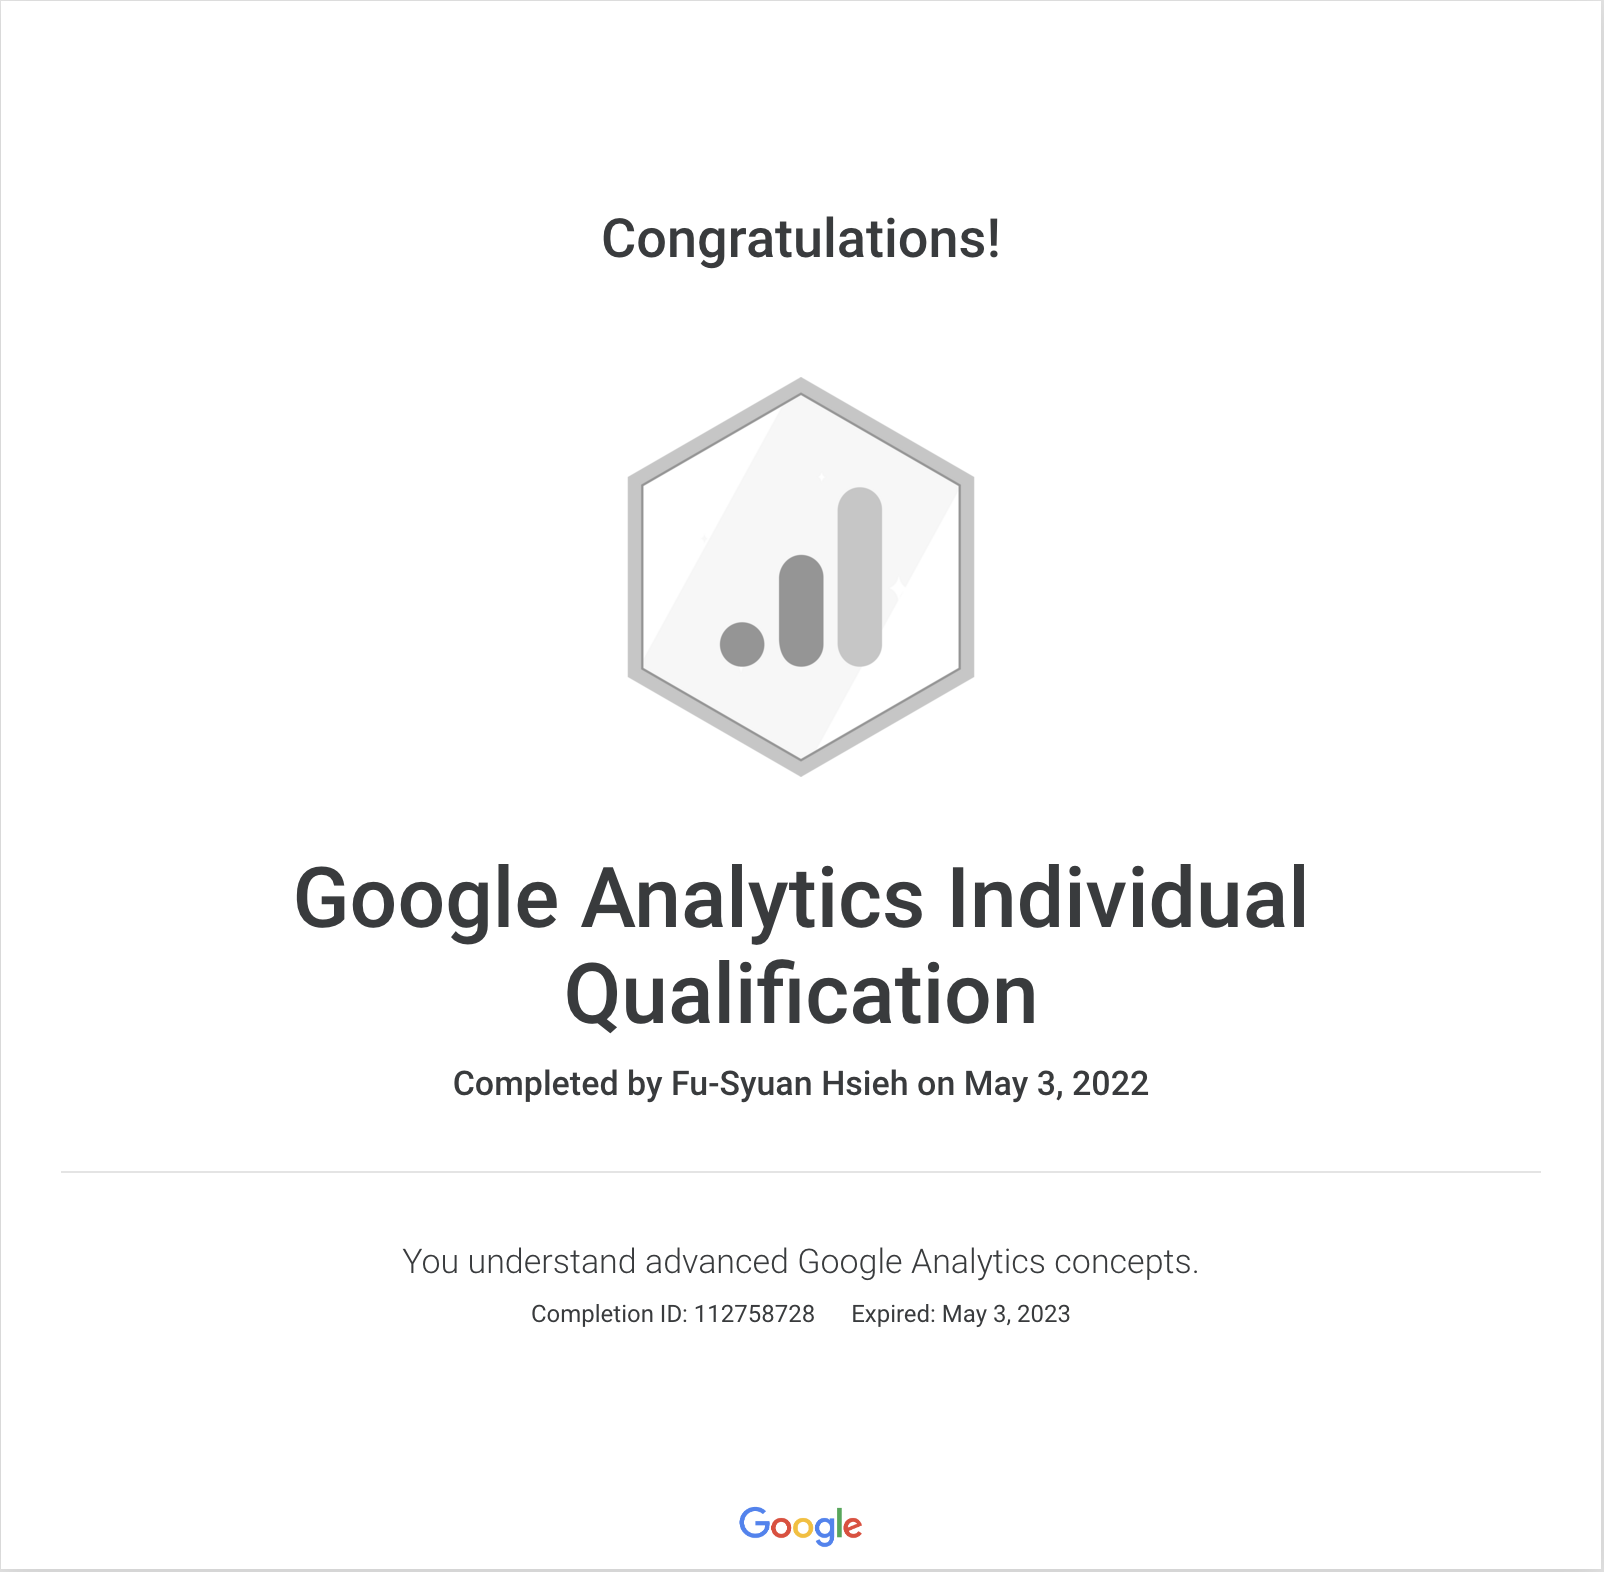 Congratulations!
Google Analytics Individual
Qualification
Completed by Fu-Syuan Hsieh on May 3, 2022
You understand advanced Google Analytics concepts.
Completion ID: 112758728 Expired: May 3, 2023
Google